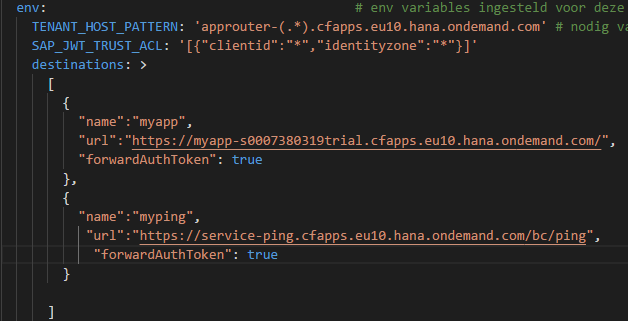 env: # env variables ingesteld voor deze
TENANT_HOST_PATTERN: 'approuter-(.*).cfapps.eu10.hana.ondemand.com' # nodig va
SAP_JWT_TRUST_ACL: '[{"clientid":"*","identityzone":"*"}]'
destinations: >
[
{
"name":"myapp",
"url":"https://myapp-s0007380319trial.cfapps.eu10.hana.ondemand.com/",
"forwardAuthToken": true
},
{
"name":"myping",
"url":"https://service-ping.cfapps.eu10.hana.ondemand.com/bc/ping",
"forwardAuthToken": true
}
]